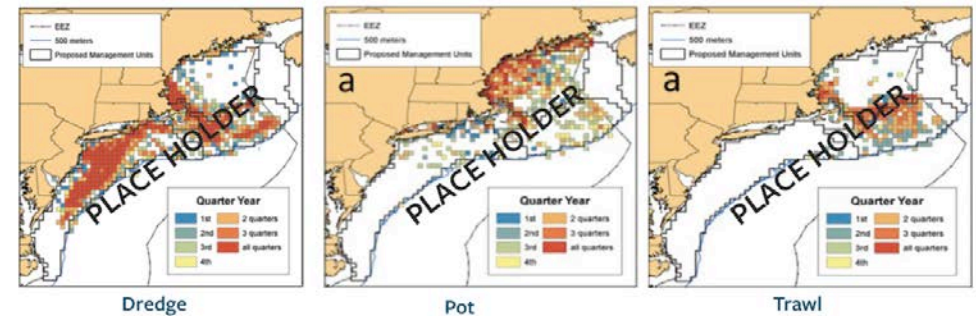 EEZ
500 meters
Proposed Management Units
PLACE HOLDER
Quarter Year
1st 2 quarters
2nd 3 quarters
3rd all quarters
4th
Dredge
EEZ
500 meters
Proposed Management Units
a
PLACE HOLDER
Quarter Year
1st 2 quarters
2nd 3 quarters
3rd all quarters
4th
Pot
EEZ
500 meters
Proposed Management Units
a
PLACE HOLDER
Quarter Year
1st 2 quarters
2nd 3 quarters
3rd all quarters
4th
Trawl